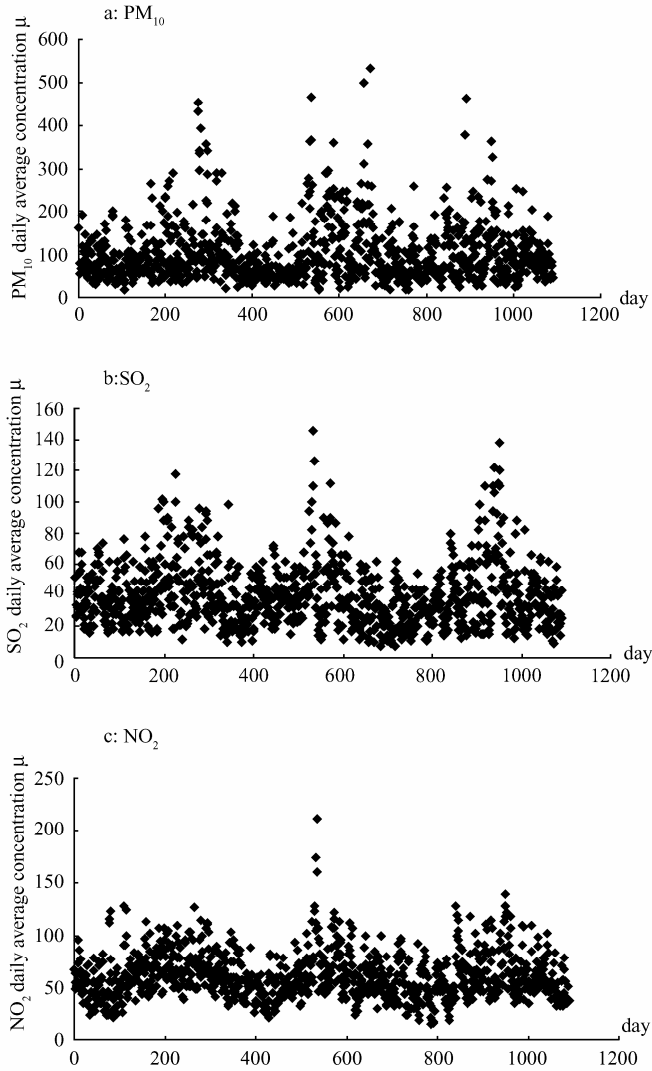 a: PM₁₀
PM₁₀ daily average concentration μ
600
500
400
300
200
100
0
0 200 400 600 800 1000 1200 day
b:SO₂
SO₂ daily average concentration μ
160
140
120
100
80
60
40
20
0
0 200 400 600 800 1000 1200 day
c: NO₂
NO₂ daily average concentration μ
250
200
150
100
50
0
0 200 400 600 800 1000 1200 day